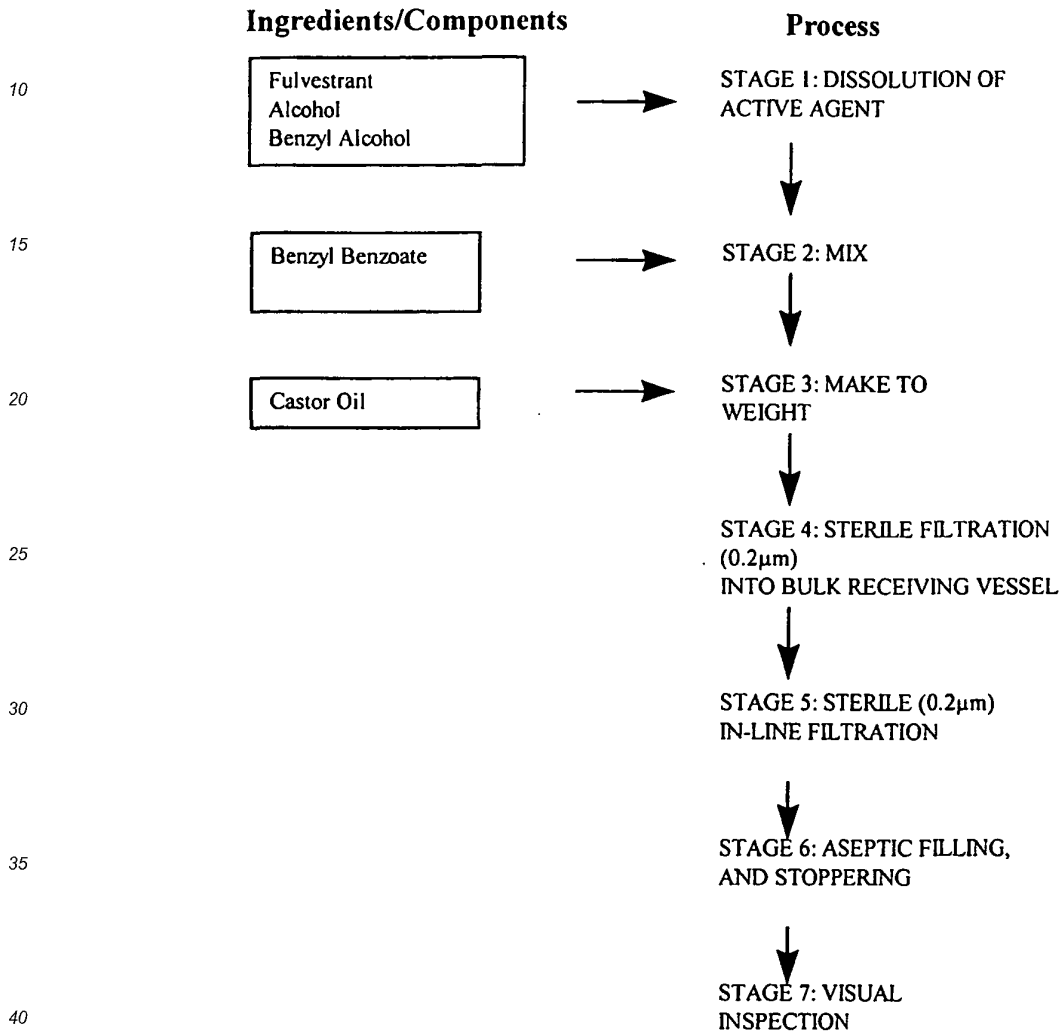 Ingredients/Components
Process
10
Fulvestrant
Alcohol
Benzyl Alcohol
STAGE 1: DISSOLUTION OF
ACTIVE AGENT
15
Benzyl Benzoate
STAGE 2: MIX
20
Castor Oil
STAGE 3: MAKE TO
WEIGHT
25
STAGE 4: STERILE FILTRATION
(0.2µm)
INTO BULK RECEIVING VESSEL
30
STAGE 5: STERILE (0.2µm)
IN-LINE FILTRATION
35
STAGE 6: ASEPTIC FILLING,
AND STOPPERING
40
STAGE 7: VISUAL
INSPECTION